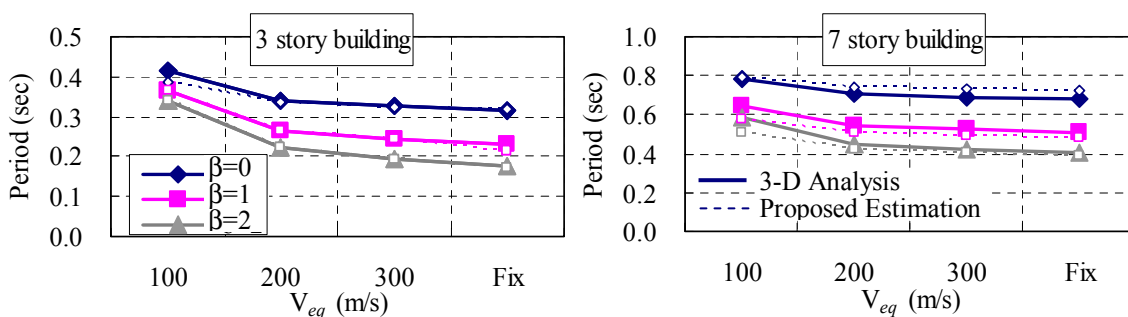 3 story building
Period (sec)
0.5
0.4
0.3
0.2
0.1
0.0
β=0
β=1
β=2
100 200 300 Fix
V_eq (m/s)
7 story building
Period (sec)
1.0
0.8
0.6
0.4
0.2
0.0
3-D Analysis
Proposed Estimation
100 200 300 Fix
V_eq (m/s)